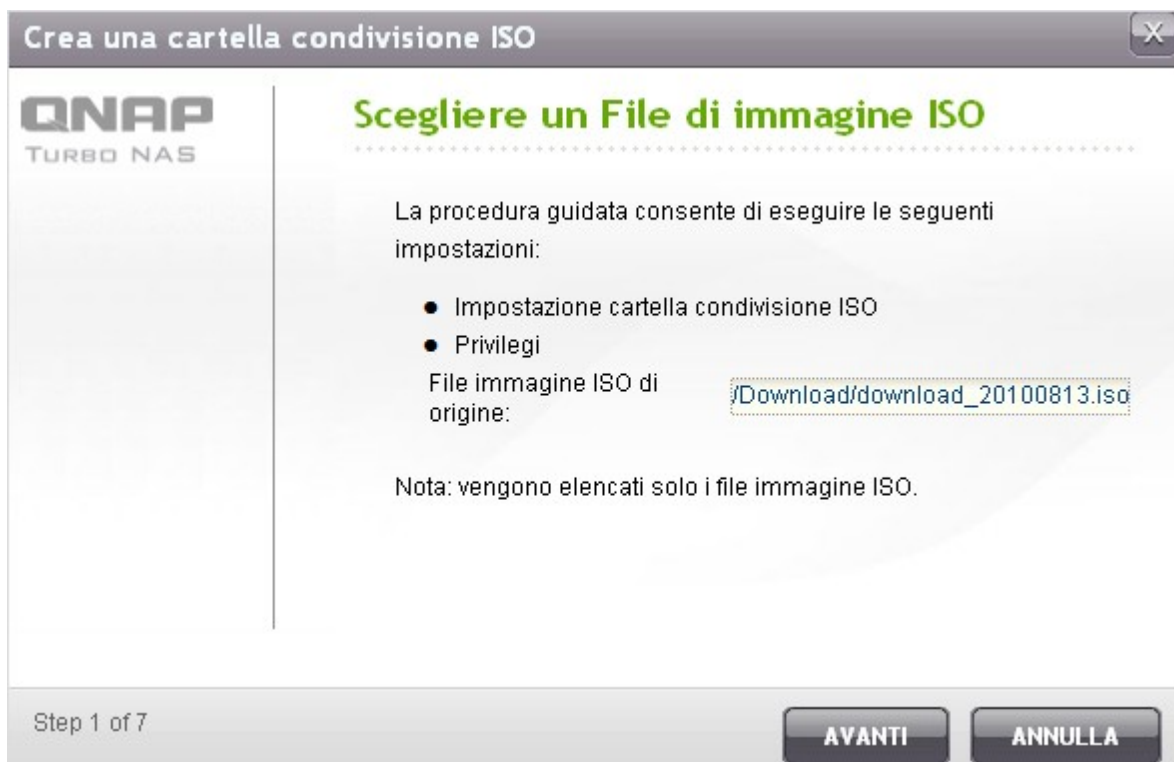 Crea una cartella condivisione ISO
X
QNAP
TURBO NAS
Scegliere un File di immagine ISO
La procedura guidata consente di eseguire le seguenti
impostazioni:
● Impostazione cartella condivisione ISO
● Privilegi
File immagine ISO di
origine:
/Download/download_20100813.iso
Nota: vengono elencati solo i file immagine ISO.
Step 1 of 7
AVANTI
ANNULLA